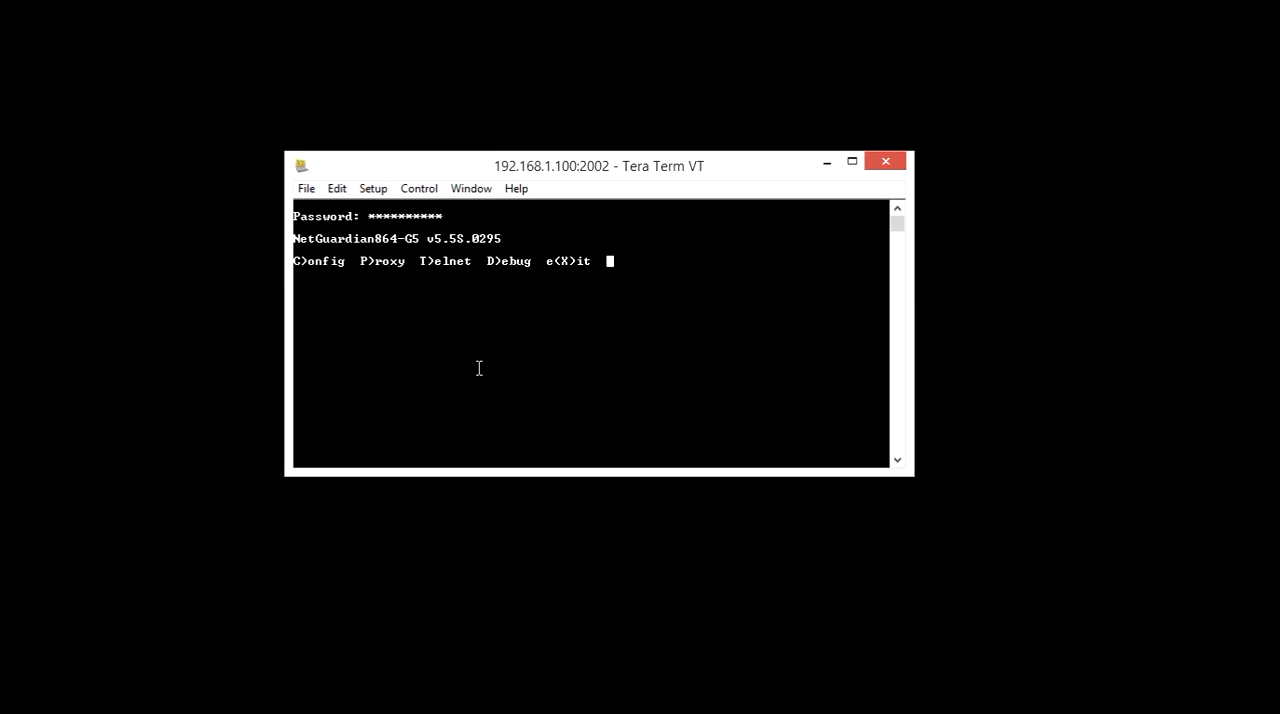 192.168.1.100:2002 - Tera Term VT
File Edit Setup Control Window Help
Password: **********
NetGuardian864-G5 v5.5S.0295
C)onfig P)roxy T)elnet D)ebug e(X)it